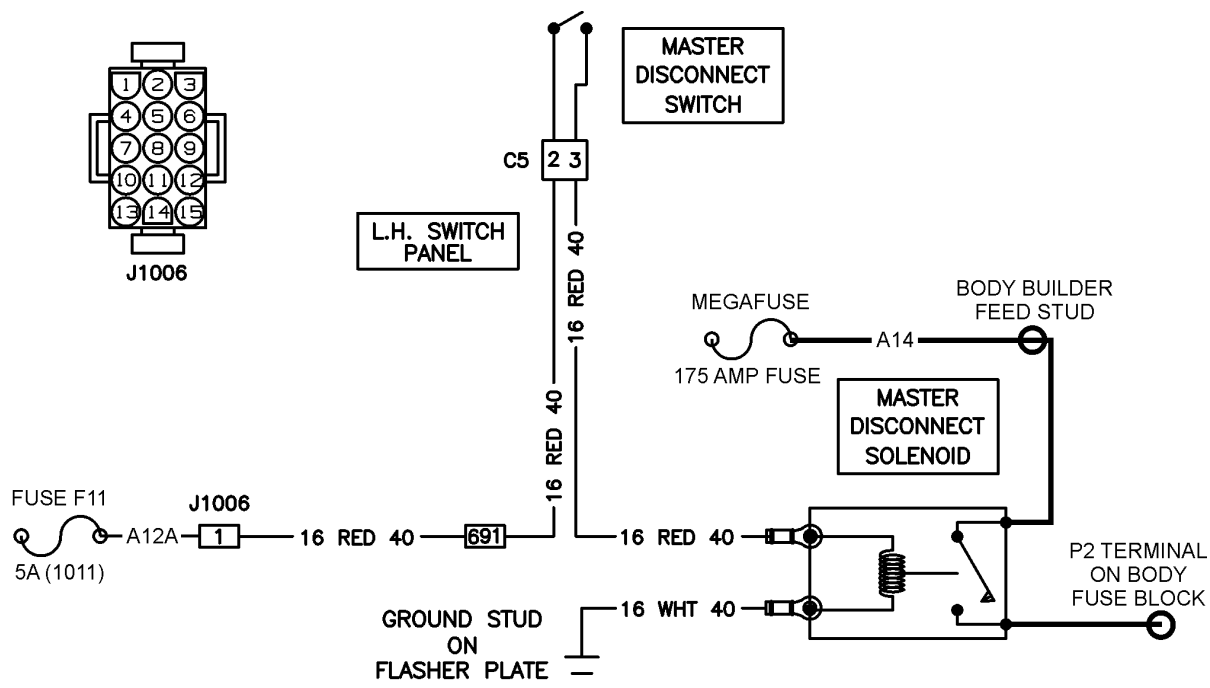 MASTER
DISCONNECT
SWITCH
1 2 3
4 5 6
7 8 9
10 11 12
13 14 15
J1006
C5 2 3
L.H. SWITCH
PANEL
16 RED 40
16 RED 40
MEGAFUSE
175 AMP FUSE
A14
BODY BUILDER
FEED STUD
MASTER
DISCONNECT
SOLENOID
FUSE F11
5A (1011)
A12A
J1006
1
16 RED 40
691
16 RED 40
16 WHT 40
GROUND STUD
ON
FLASHER PLATE
P2 TERMINAL
ON BODY
FUSE BLOCK